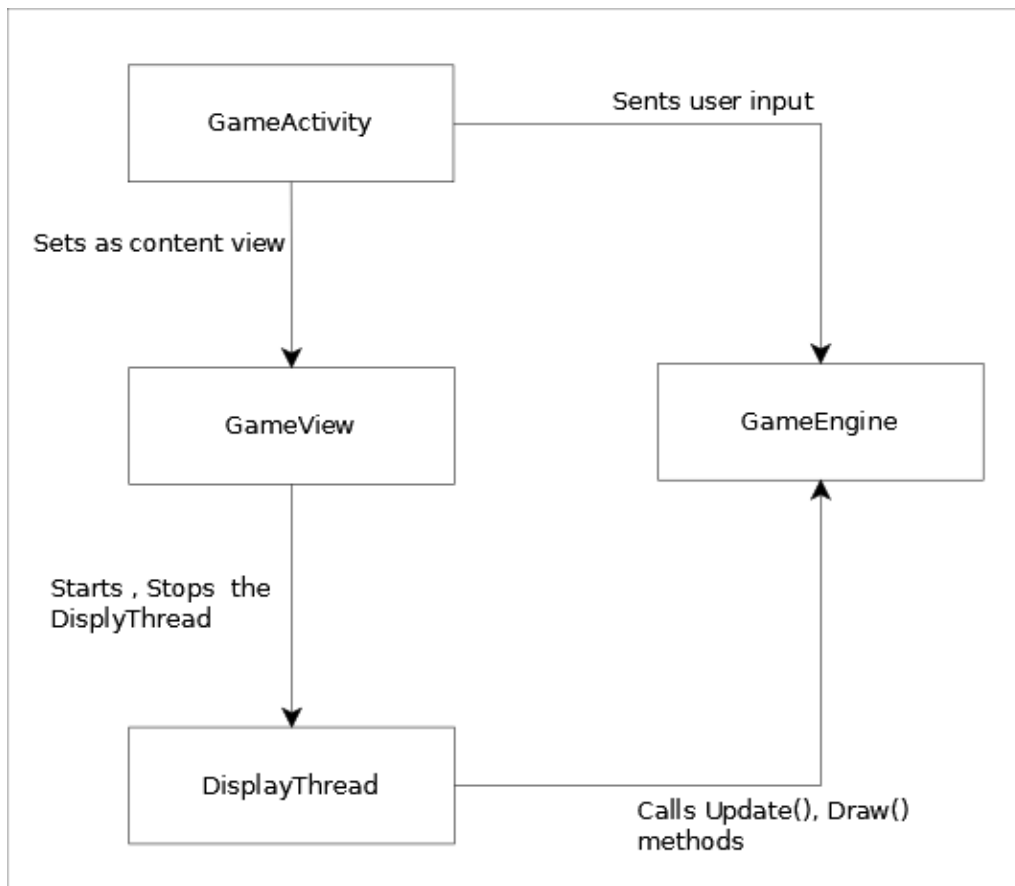 GameActivity
Sents user input
Sets as content view
GameView
GameEngine
Starts , Stops the
DisplyThread
DisplayThread
Calls Update(), Draw()
methods